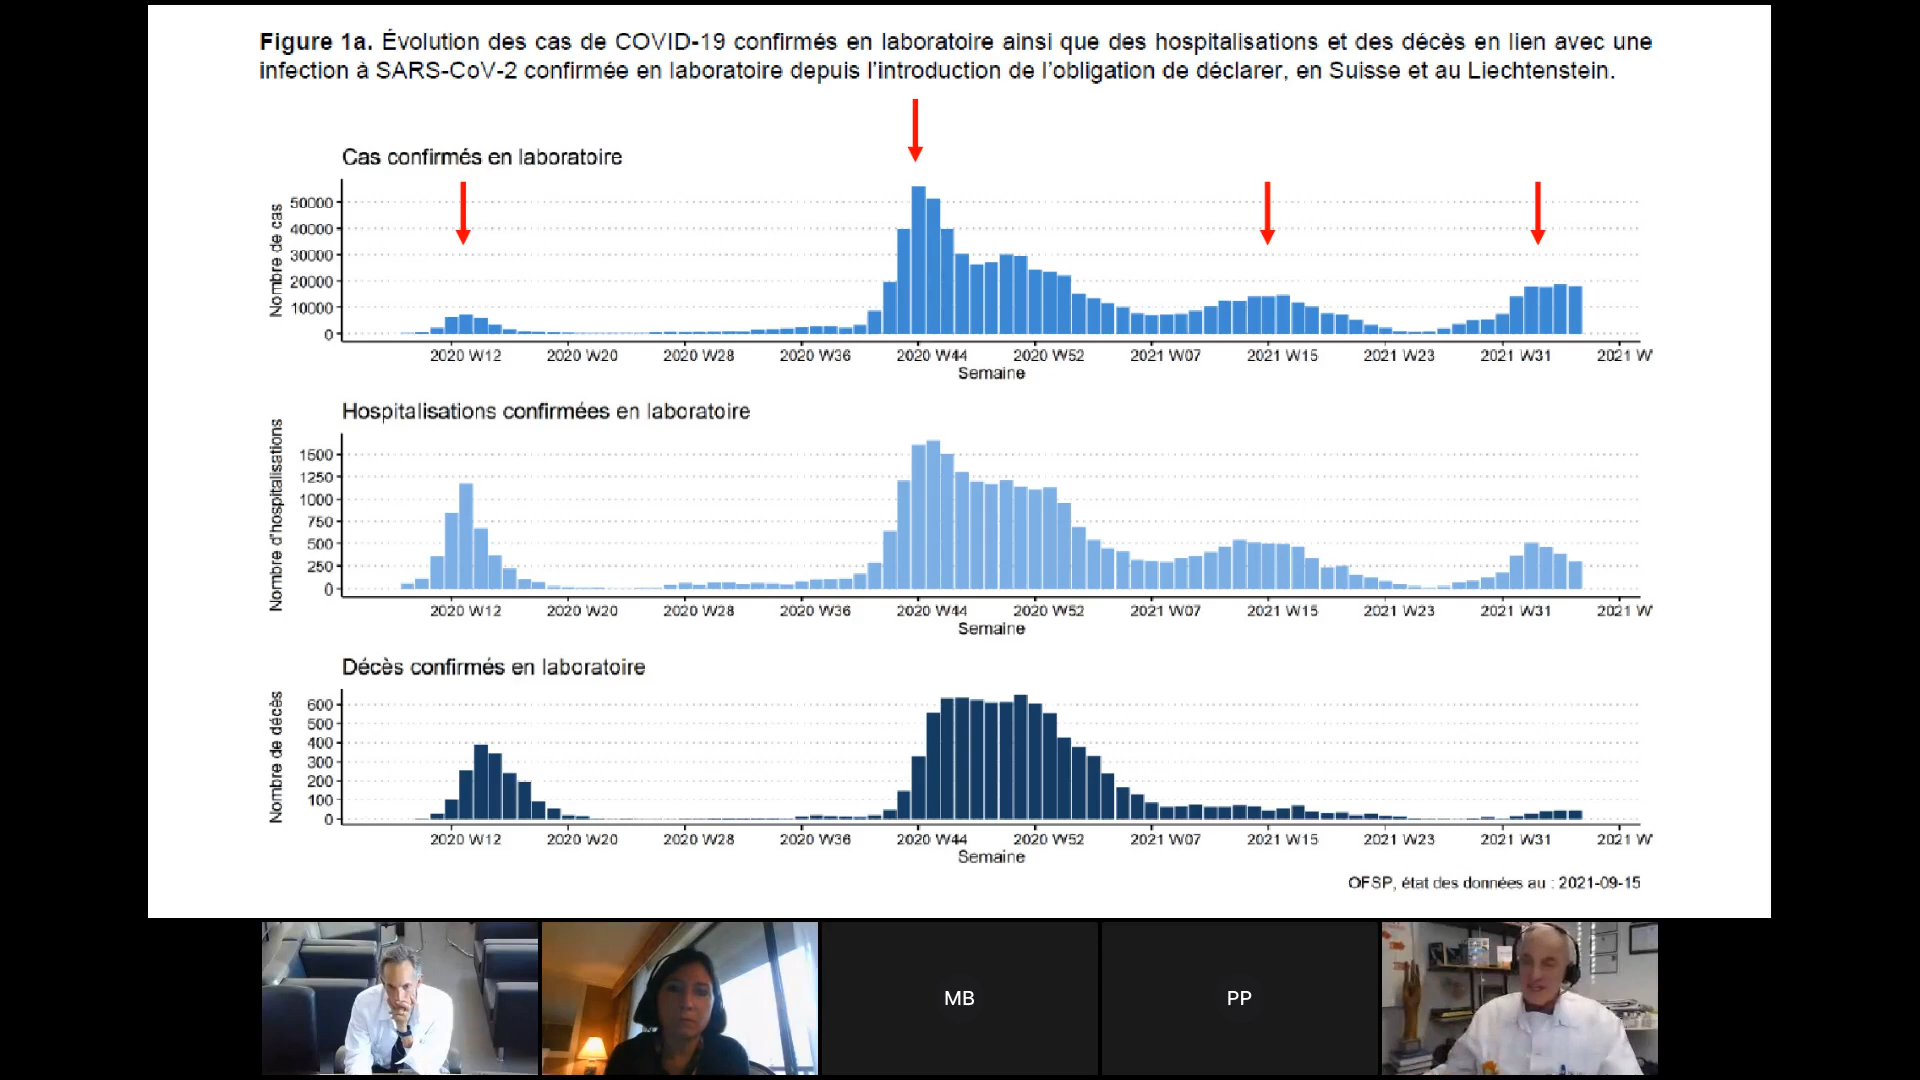 Figure 1a. Évolution des cas de COVID-19 confirmés en laboratoire ainsi que des hospitalisations et des décès en lien avec une
infection à SARS-CoV-2 confirmée en laboratoire depuis l'introduction de l'obligation de déclarer, en Suisse et au Liechtenstein.
Cas confirmés en laboratoire
Nombre de cas
50000
40000
30000
20000
10000
0
2020 W12 2020 W20 2020 W28 2020 W36 2020 W44 2020 W52 2021 W07 2021 W15 2021 W23 2021 W31 2021 W
Semaine
Hospitalisations confirmées en laboratoire
Nombre d'hospitalisations
1500
1250
1000
750
500
250
0
2020 W12 2020 W20 2020 W28 2020 W36 2020 W44 2020 W52 2021 W07 2021 W15 2021 W23 2021 W31 2021 W
Semaine
Décès confirmés en laboratoire
Nombre de décès
600
500
400
300
200
100
0
2020 W12 2020 W20 2020 W28 2020 W36 2020 W44 2020 W52 2021 W07 2021 W15 2021 W23 2021 W31 2021 W
Semaine
OFSP, état des données au : 2021-09-15
MB
PP